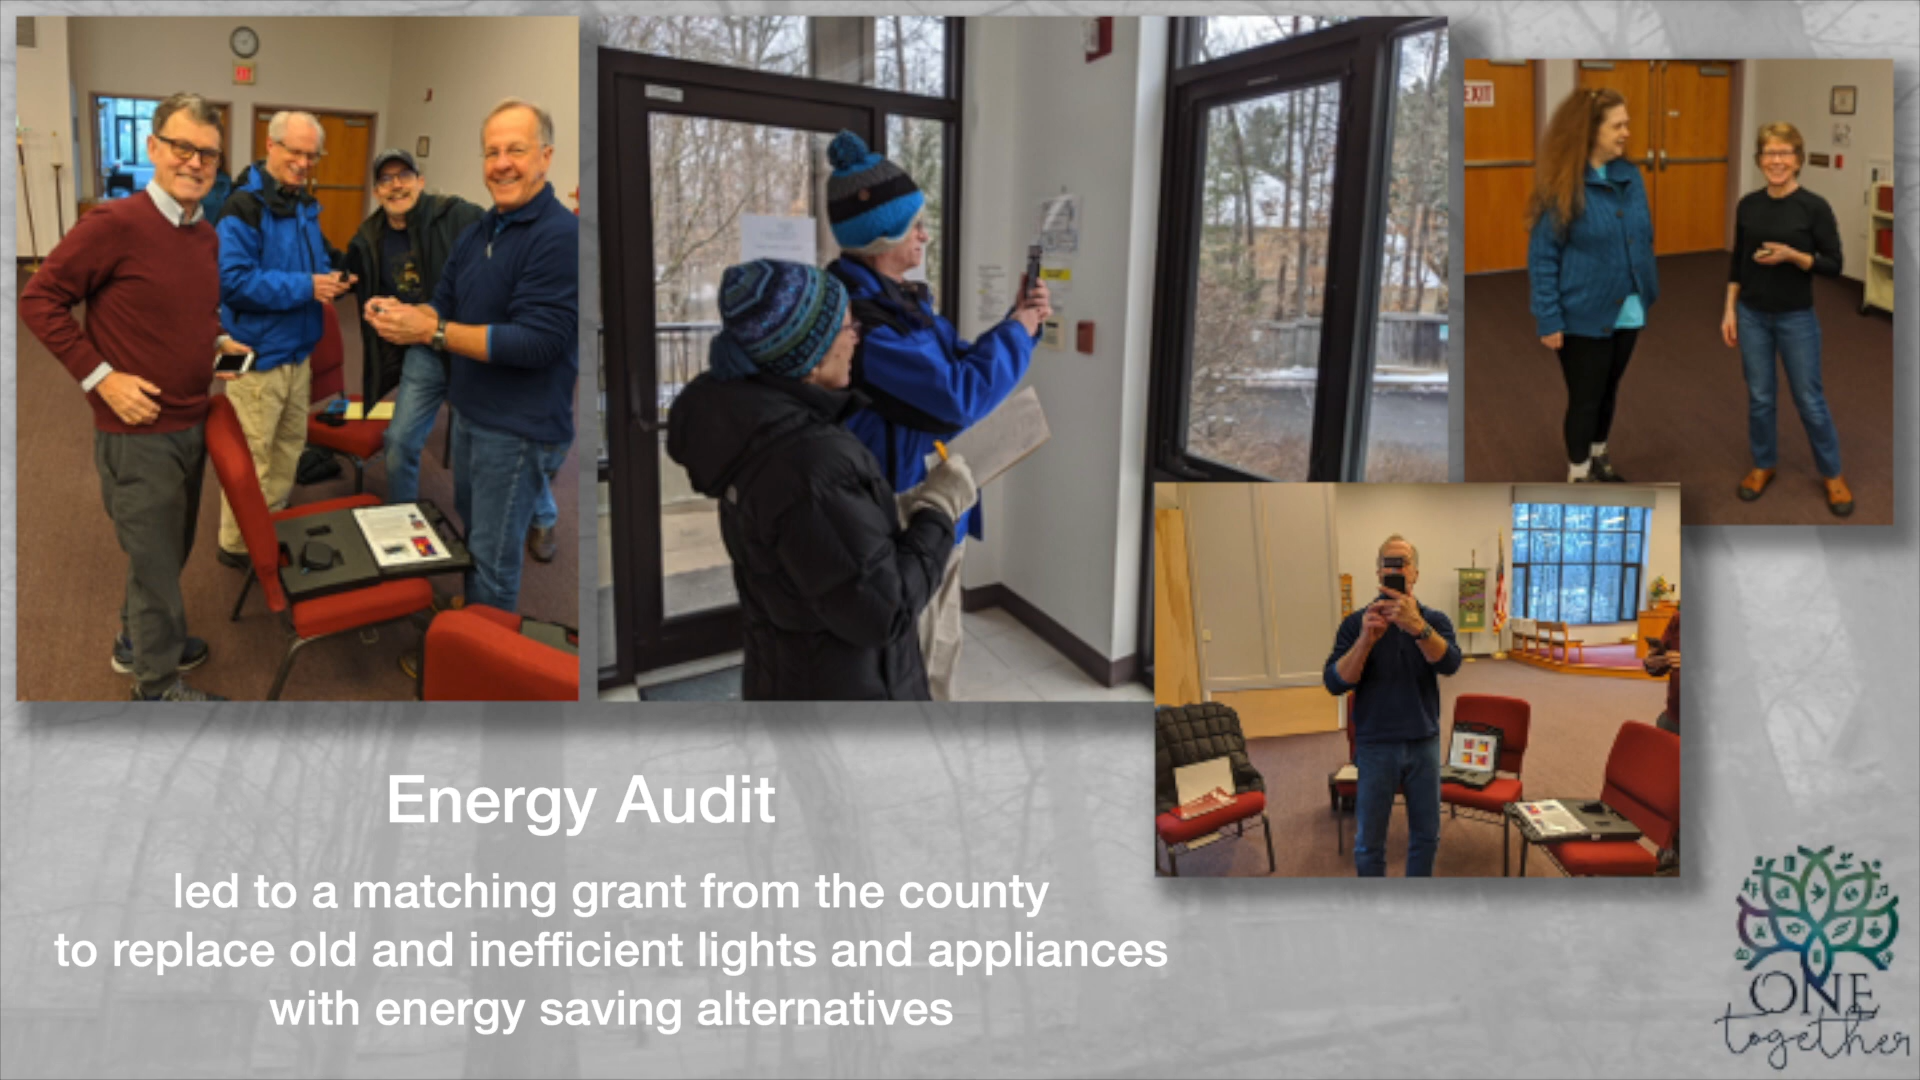 EXIT
Energy Audit
led to a matching grant from the county
to replace old and inefficient lights and appliances
with energy saving alternatives
ONE
together